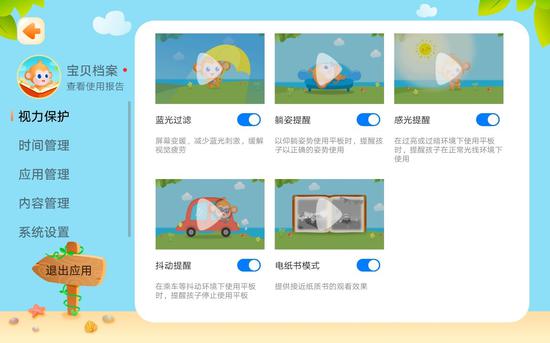 宝贝档案
查看使用报告
视力保护
时间管理
应用管理
内容管理
系统设置
退出应用
蓝光过滤
屏幕变暖，减少蓝光刺激，缓解
视觉疲劳
躺姿提醒
以仰躺姿势使用平板时，提醒孩
子以正确的姿势使用
感光提醒
在过亮或过暗环境下使用平板
时，提醒孩子在正常光线环境下
使用
抖动提醒
在乘车等抖动环境下使用平板
时，提醒孩子停止使用平板
电纸书模式
提供接近纸质书的观看效果